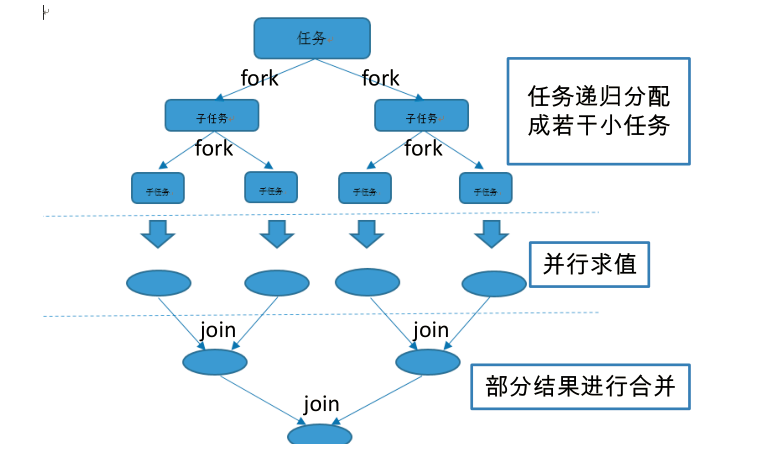 任务
fork
fork
子任务
子任务
任务递归分配
成若干小任务
fork
fork
子任务
子任务
子任务
子任务
并行求值
join
join
部分结果进行合并
join